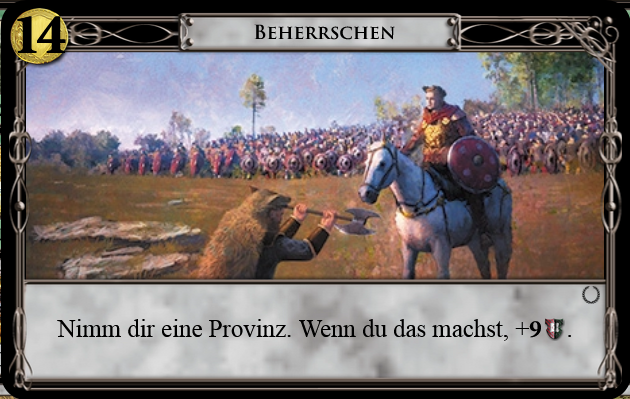 14
BEHERRSCHEN
Nimm dir eine Provinz. Wenn du das machst, +9.